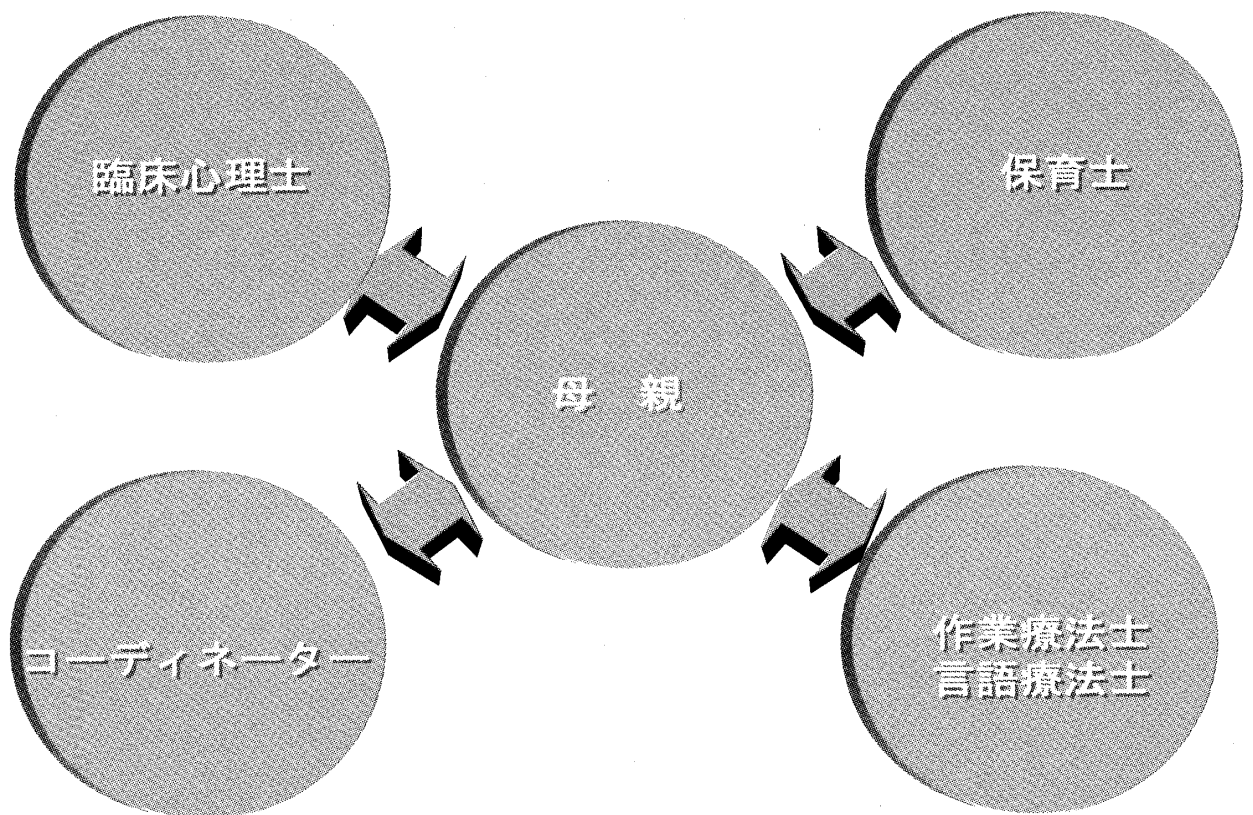 臨床心理士
保育士
母　親
コーディネーター
作業療法士
言語療法士